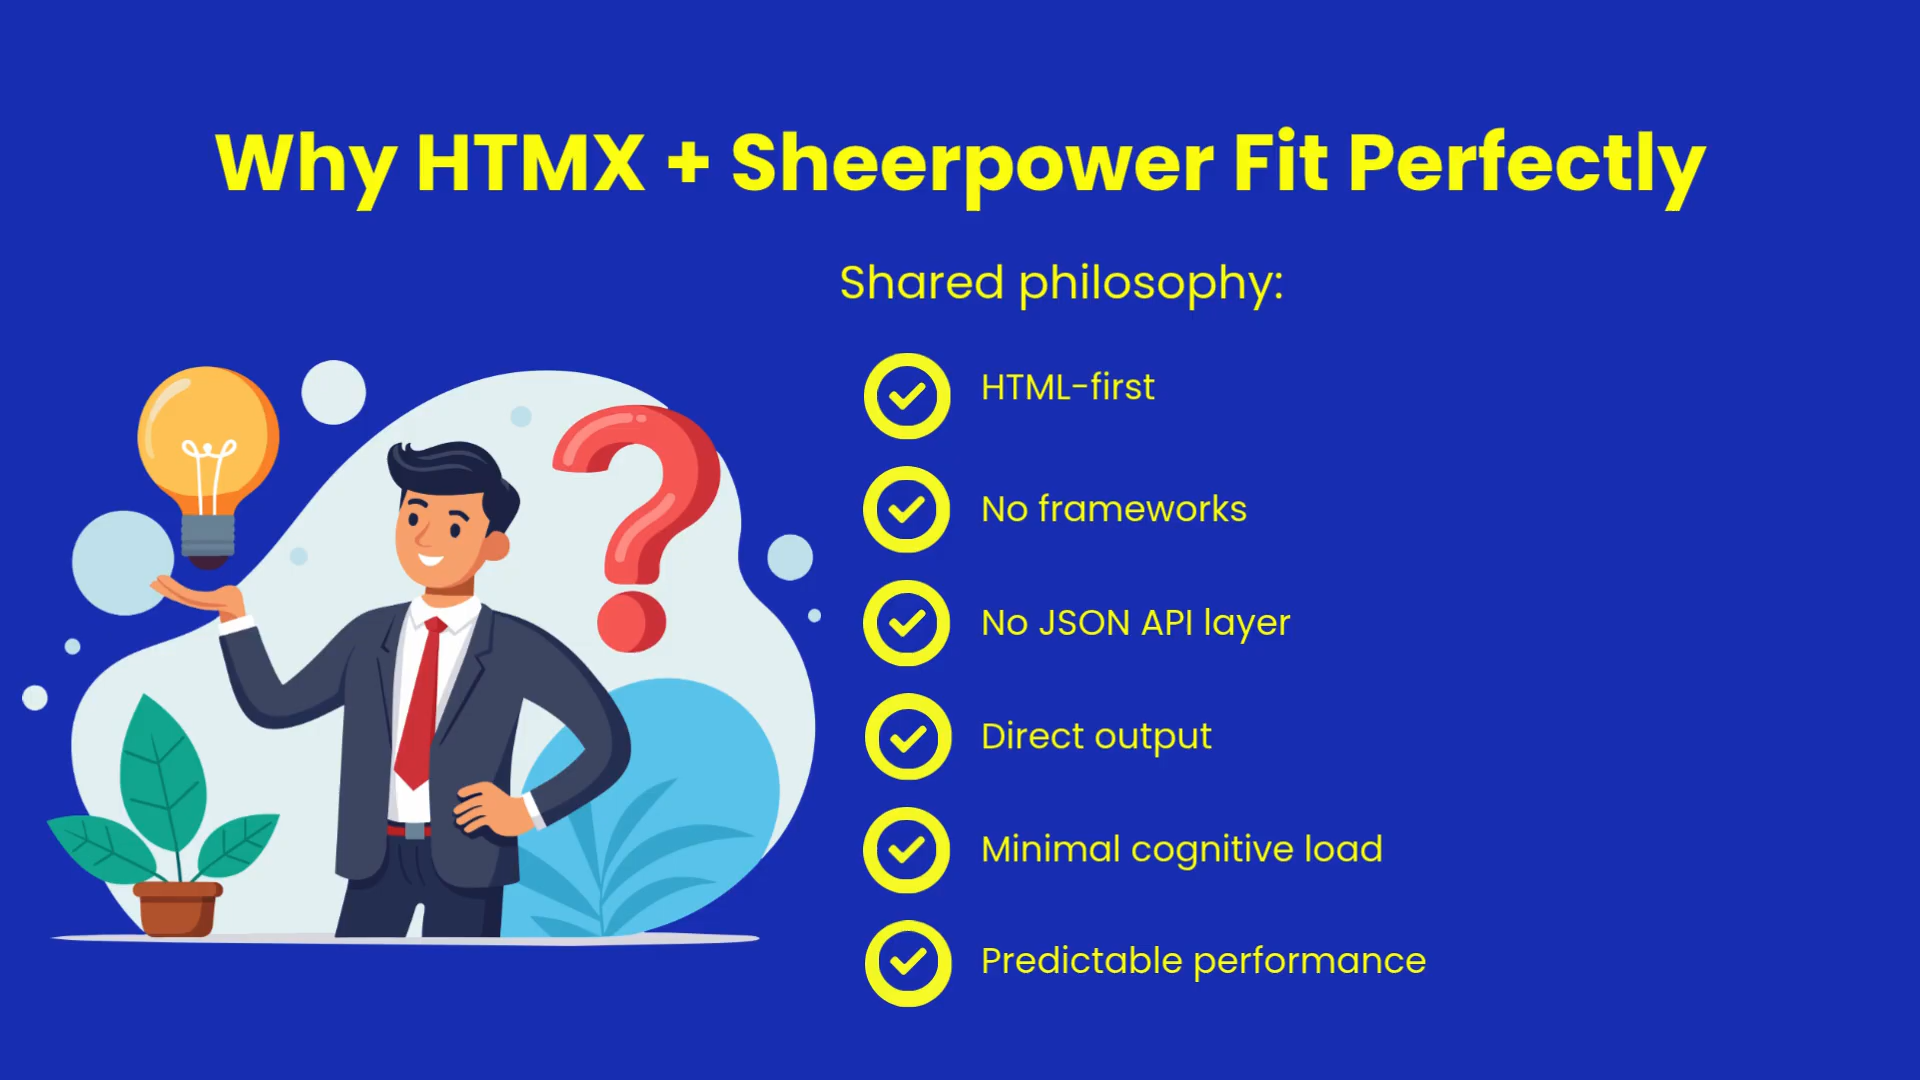 Why HTMX + Sheerpower Fit Perfectly
Shared philosophy:
HTML-first
No frameworks
No JSON API layer
Direct output
Minimal cognitive load
Predictable performance